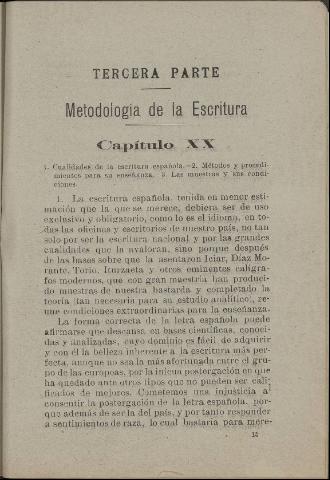 TERCERA PARTE
Metodología de la Escritura
Capítulo XX
1. Cualidades de la escritura española.—2. Métodos y procedi-
mientos para su enseñanza. 3. Las muestras y sus condi-
ciones.
1. La escritura española, tenida en menor esti-
mación que la que se merece, debiera ser de uso
exclusivo y obligatorio, como lo es el idioma, en to-
das las oficinas y escritorios de nuestro país, no tan
solo por ser la escritura nacional y por las grandes
cualidades que la avaloran, sino porque después
de las bases sobre que la asentaron Iciar, Díaz Mo-
rante, Torío, Iturzaeta y otros eminentes calígra-
fos modernos, que con gran maestría han produci-
do muestras de nuestra bastarda y completado la
teoría (tan necesaria para su estudio analítico), re-
une condiciones extraordinarias para la enseñanza.
La forma correcta de la letra española puede
afirmarse que descansa en bases científicas, conoci-
das y analizadas, cuyo dominio es fácil de adquirir
y con él la belleza inherente a la escritura más per-
fecta, aunque no sea la más afortunada entre el gru-
po de las europeas, por la inicua postergación en que
ha quedado ante otros tipos que no pueden ser cali-
ficados de mejores. Cometemos una injusticia al
consentir la postergación de la letra española, por-
que además de ser la del país, y por tanto responder
a sentimientos de raza, lo cual bastaría para mere-